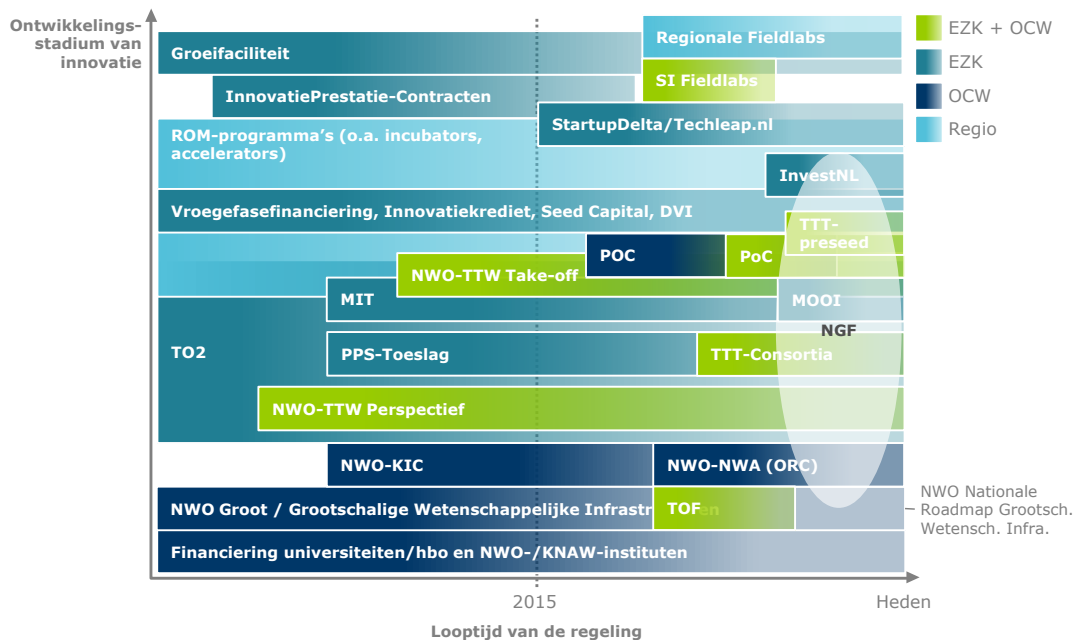 Ontwikkelings-
stadium van
innovatie
Groeifaciliteit
Regionale Fieldlabs
SI Fieldlabs
InnovatiePrestatie-Contracten
StartupDelta/Techleap.nl
ROM-programma's (o.a. incubators,
accelerators)
InvestNL
Vroegefasefinanciering, Innovatiekrediet, Seed Capital, DVI
TTT-
preseed
POC
PoC
NWO-TTW Take-off
MIT
MOOI
NGF
TO2
PPS-Toeslag
TTT-Consortia
NWO-TTW Perspectief
NWO-KIC
NWO-NWA (ORC)
NWO Groot / Grootschalige Wetenschappelijke Infrastr en
TOF
Financiering universiteiten/hbo en NWO-/KNAW-instituten
EZK + OCW
EZK
OCW
Regio
NWO Nationale
Roadmap Grootsch.
Wetensch. Infra.
2015
Heden
Looptijd van de regeling